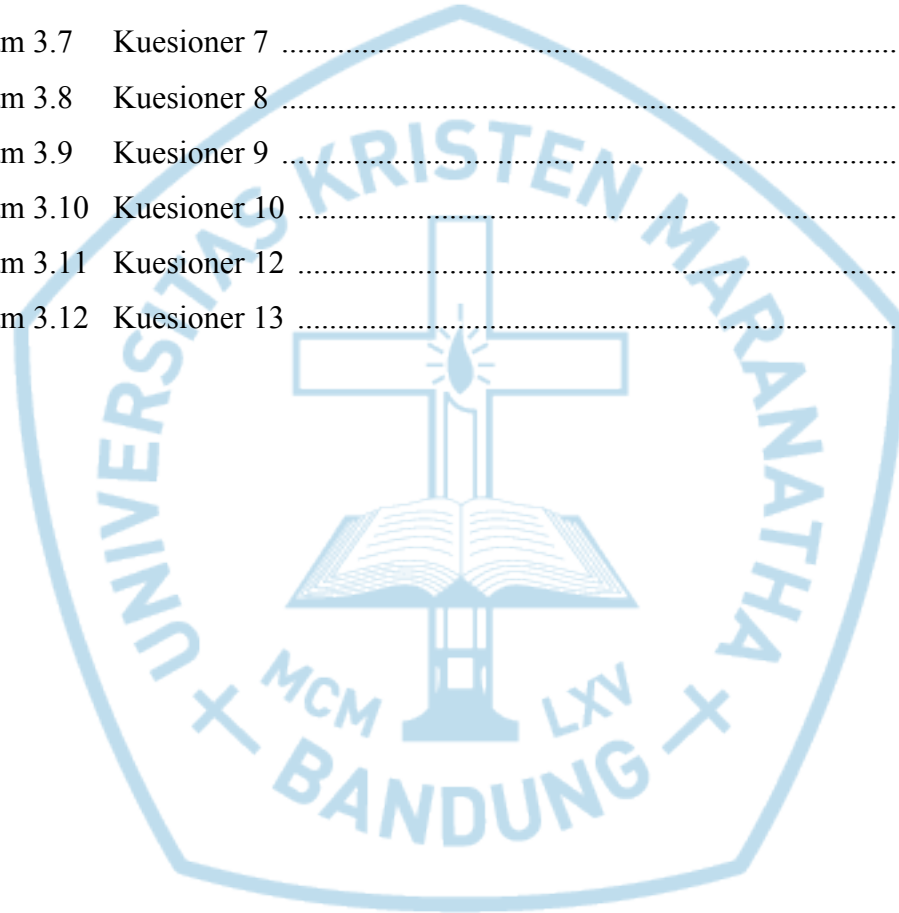 m 3.7 Kuesioner 7 ............................................................
m 3.8 Kuesioner 8 ............................................................
m 3.9 Kuesioner 9 ............................................................
m 3.10 Kuesioner 10 ..........................................................
m 3.11 Kuesioner 12 ..........................................................
m 3.12 Kuesioner 13 ..........................................................
UNIVERSITAS KRISTEN MARANATHA
MCM LXV
BANDUNG